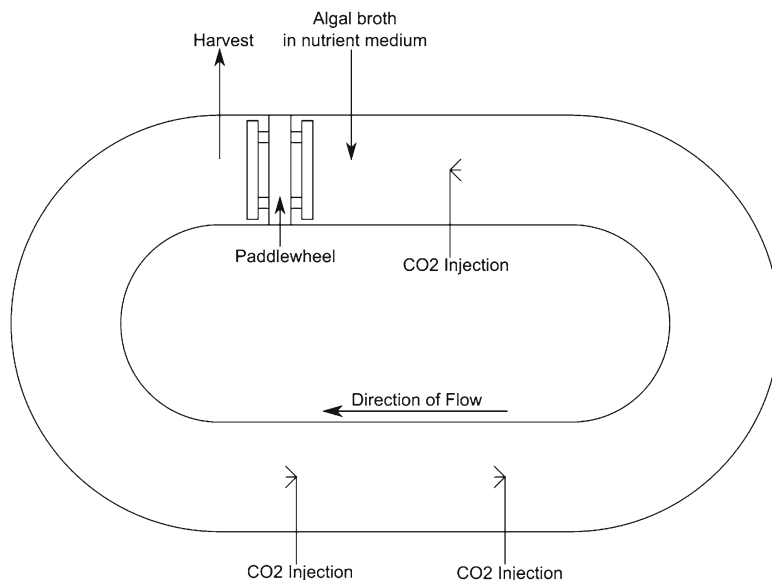 Algal broth
in nutrient medium
Harvest
Paddlewheel
CO2 Injection
Direction of Flow
CO2 Injection
CO2 Injection